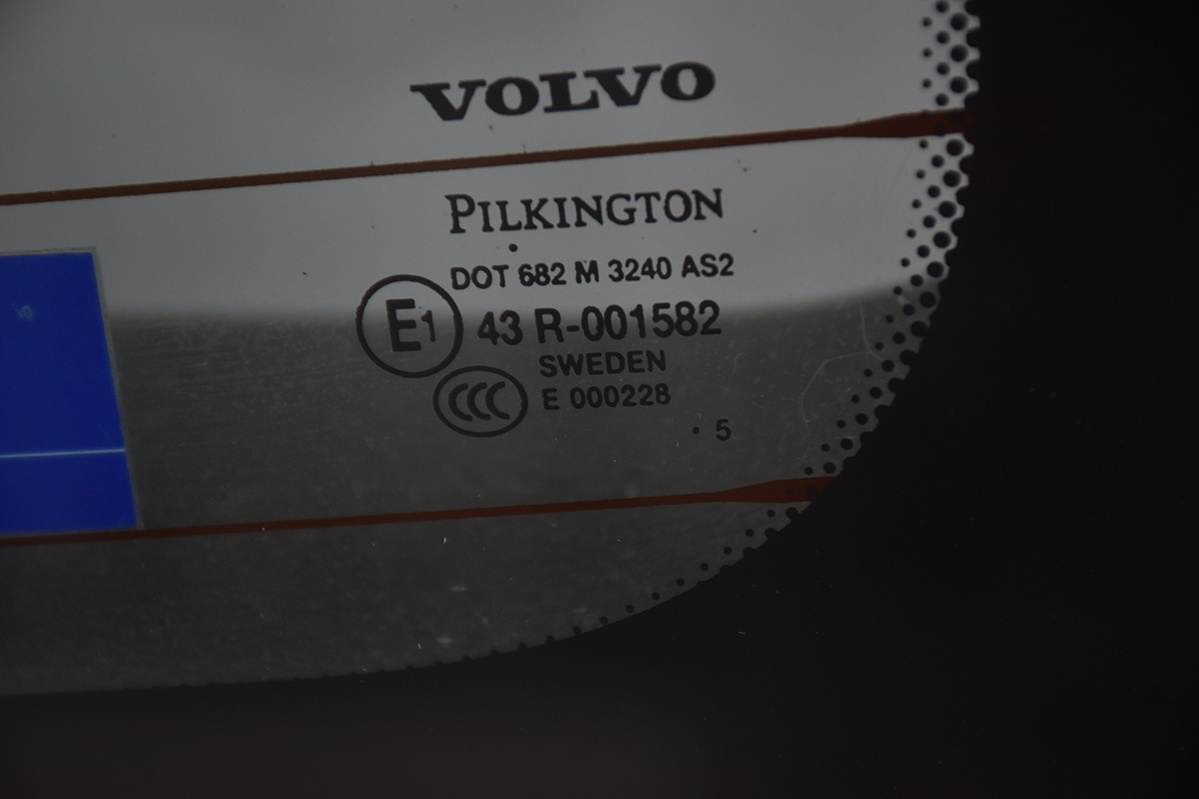 VOLVO
PILKINGTON
DOT 682 M 3240 AS2
E1 43 R-001582
SWEDEN
CCC E 000228
. 5